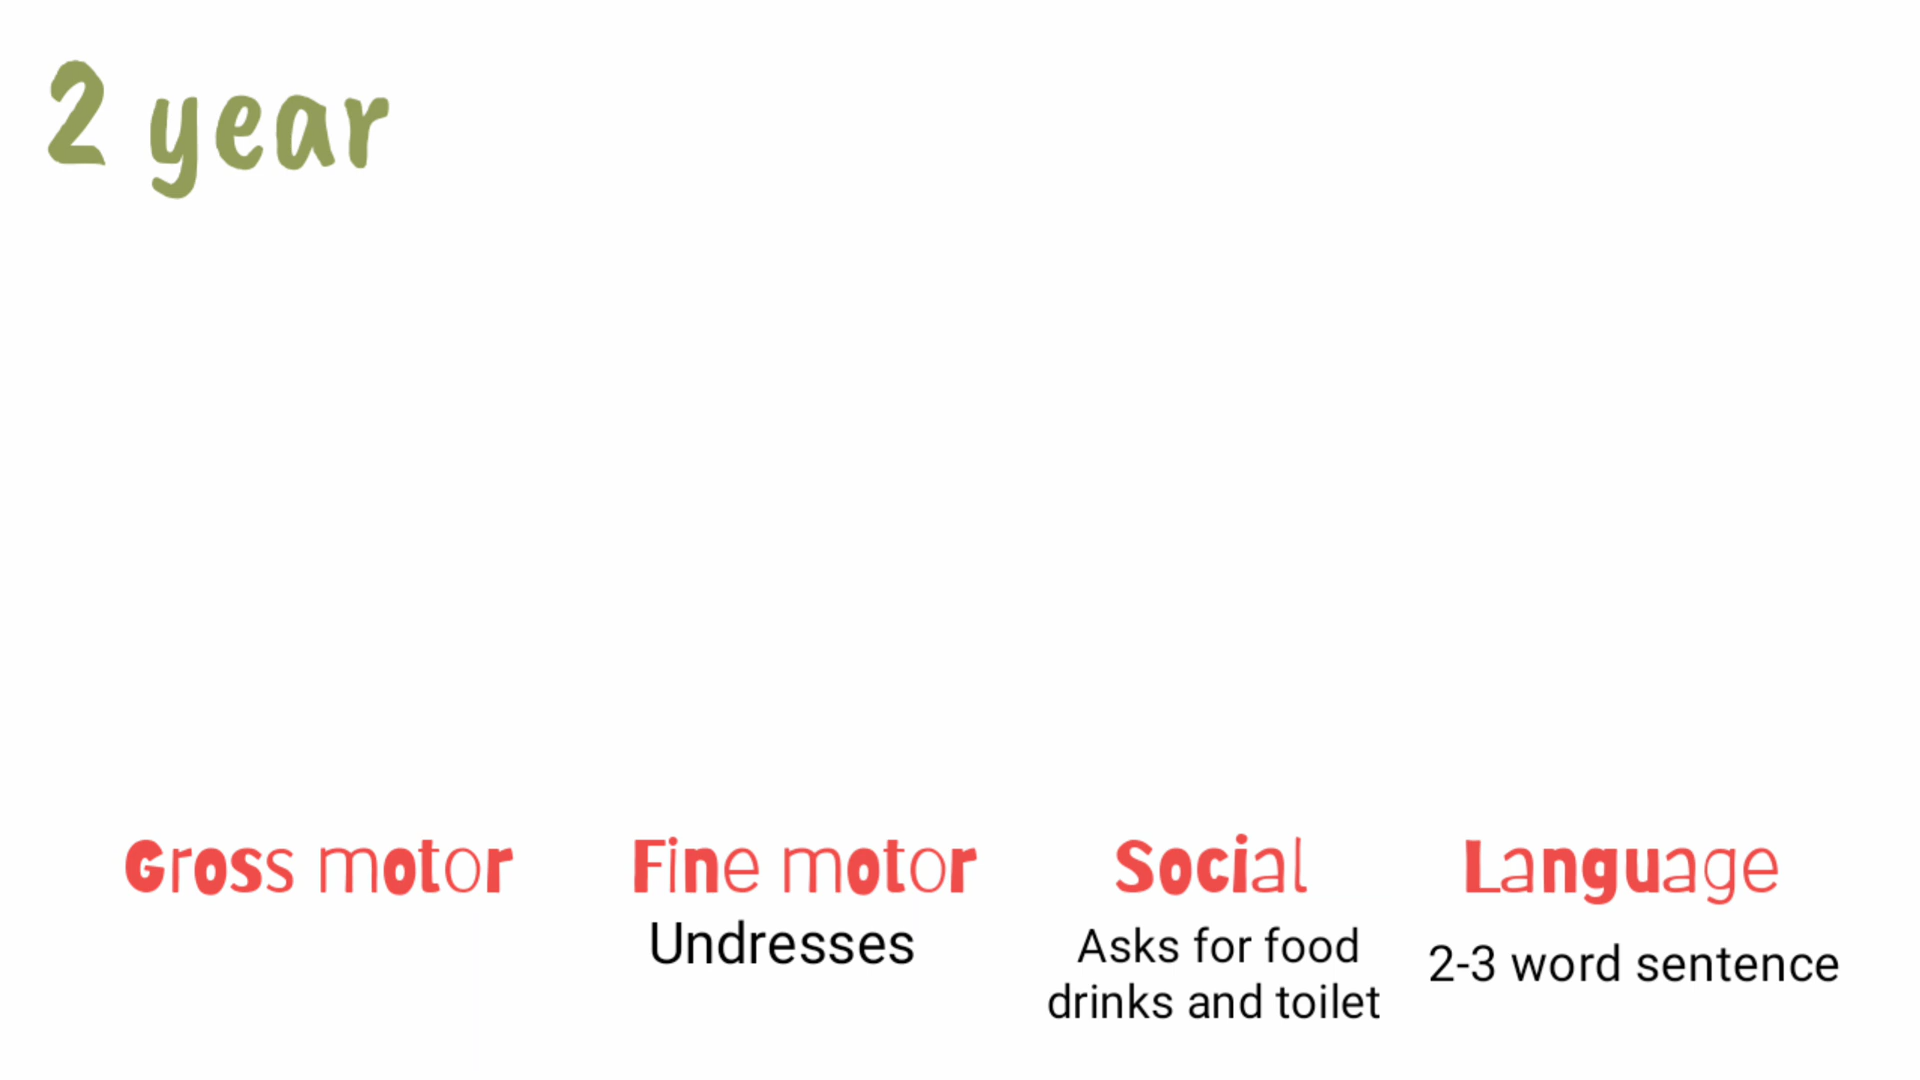 2 year
Gross motor
Fine motor
Undresses
Social
Asks for food
drinks and toilet
Language
2-3 word sentence